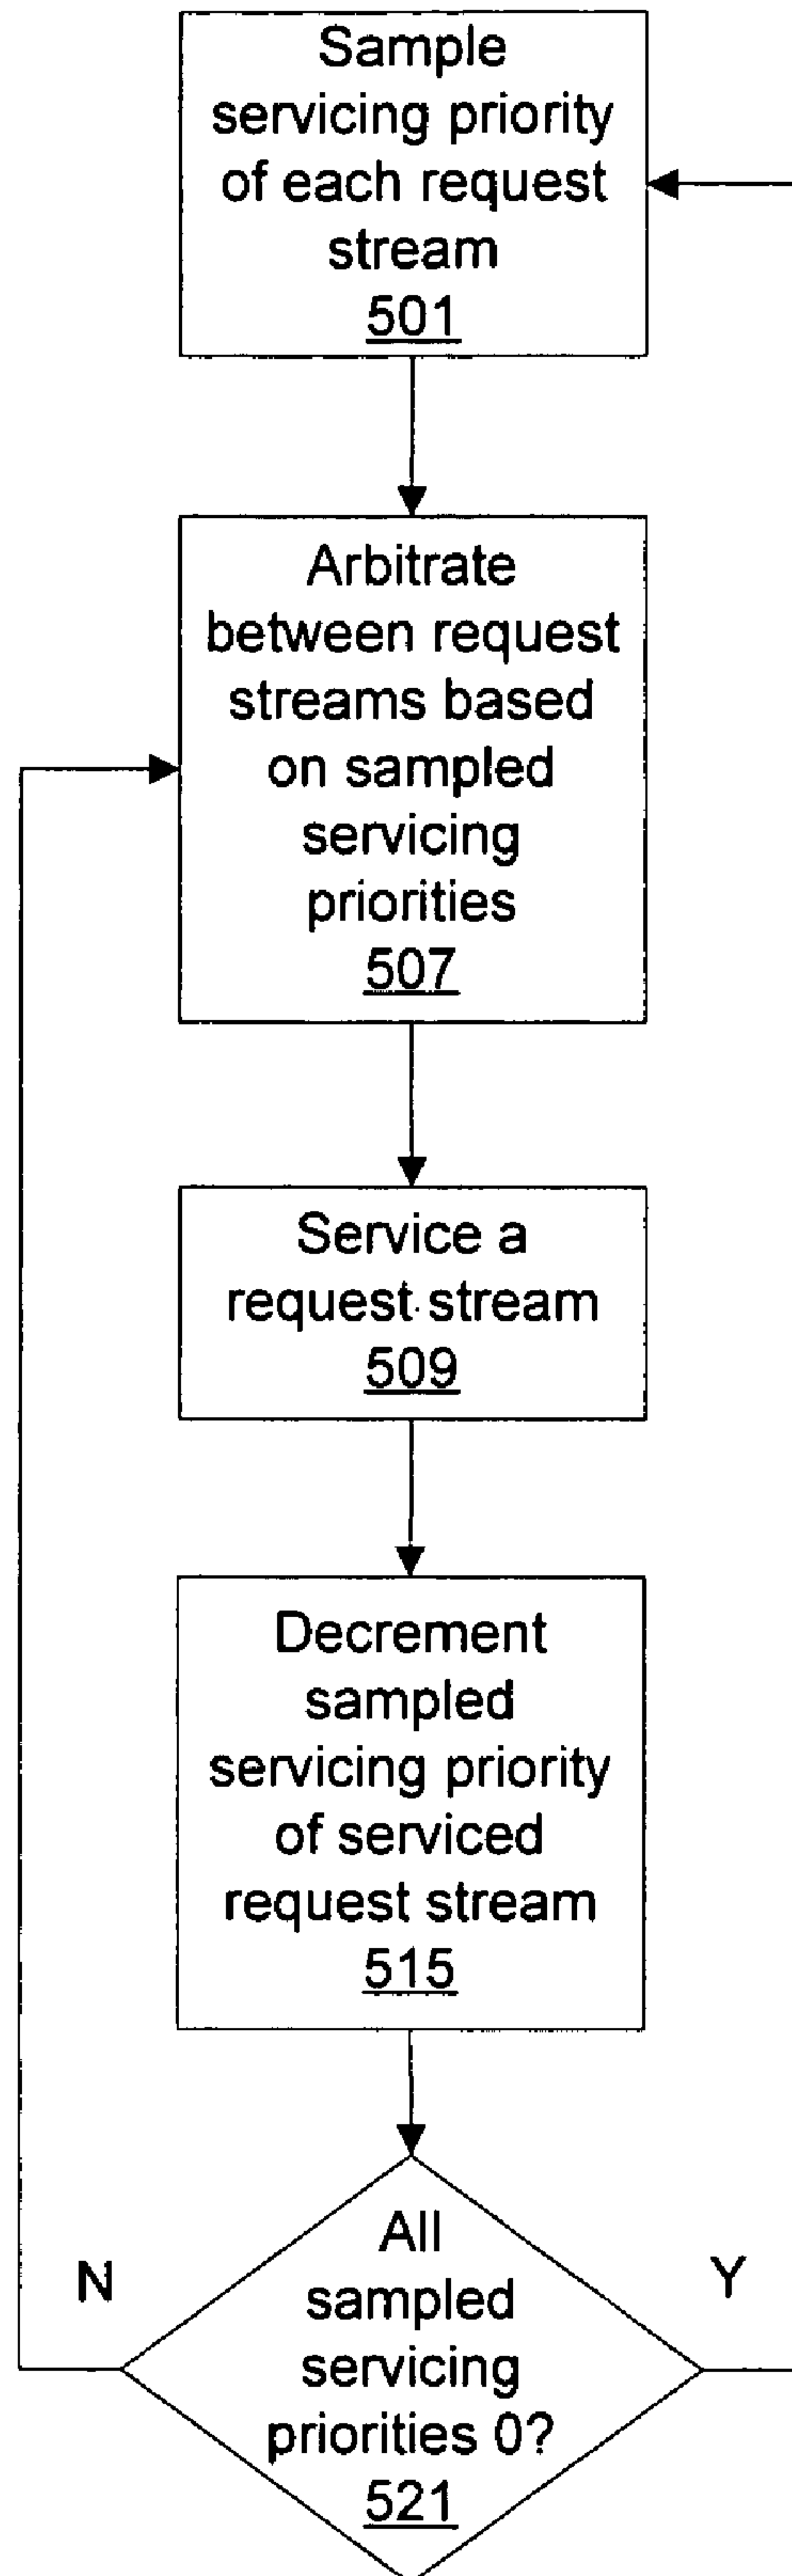 Sample
servicing priority
of each request
stream
501
Arbitrate
between request
streams based
on sampled
servicing
priorities
507
Service a
request stream
509
Decrement
sampled
servicing priority
of serviced
request stream
515
N
Y
All
sampled
servicing
priorities 0?
521